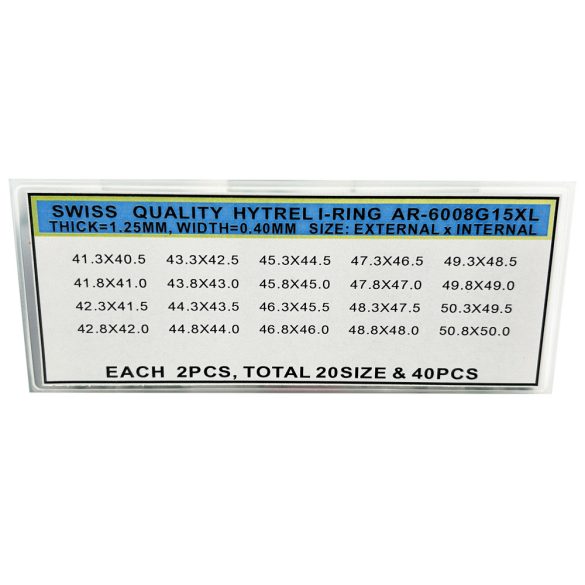 SWISS QUALITY HYTREL I-RING AR-6008G15XL
THICK=1.25MM, WIDTH=0.40MM SIZE: EXTERNAL x INTERNAL
41.3X40.5 43.3X42.5 45.3X44.5 47.3X46.5 49.3X48.5
41.8X41.0 43.8X43.0 45.8X45.0 47.8X47.0 49.8X49.0
42.3X41.5 44.3X43.5 46.3X45.5 48.3X47.5 50.3X49.5
42.8X42.0 44.8X44.0 46.8X46.0 48.8X48.0 50.8X50.0
EACH 2PCS, TOTAL 20SIZE & 40PCS